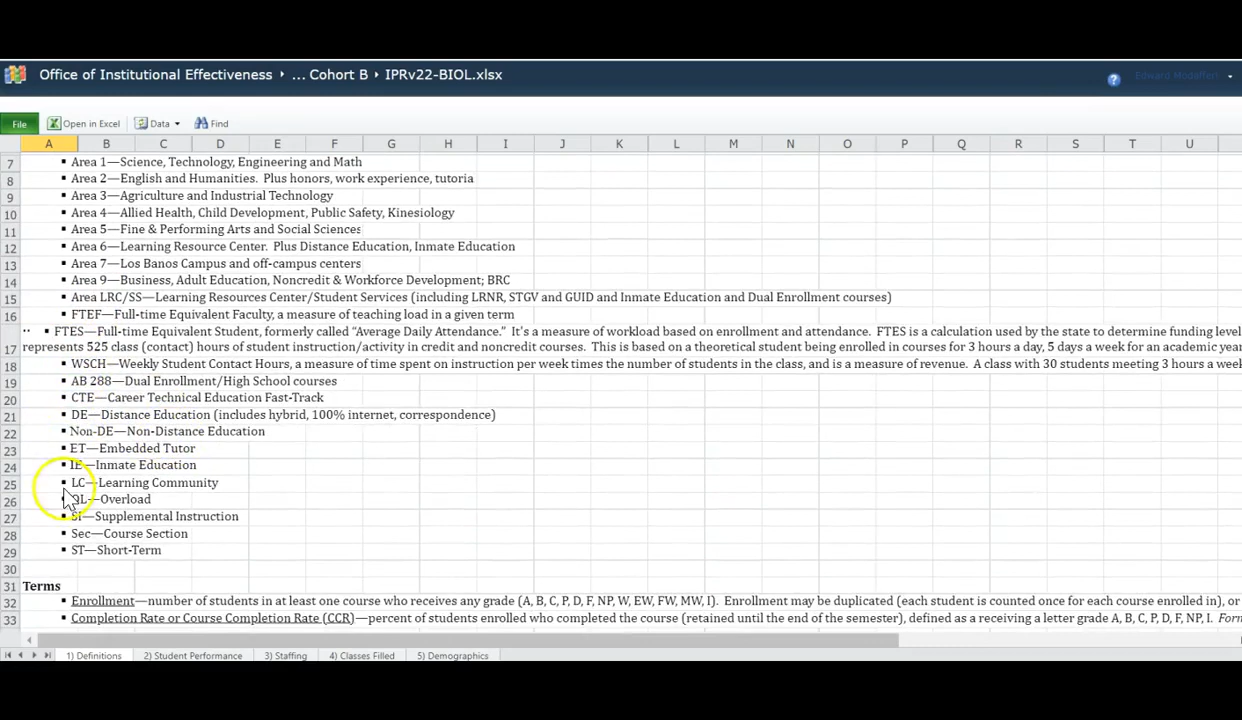 Office of Institutional Effectiveness ▸ ... Cohort B ▸ IPRv22-BIOL.xlsx
Edward Modafferi
File Open in Excel Data Find
A B C D E F G H I J K L M N O P Q R S T U
7 ▪ Area 1—Science, Technology, Engineering and Math
8 ▪ Area 2—English and Humanities. Plus honors, work experience, tutoria
9 ▪ Area 3—Agriculture and Industrial Technology
10 ▪ Area 4—Allied Health, Child Development, Public Safety, Kinesiology
11 ▪ Area 5—Fine & Performing Arts and Social Sciences
12 ▪ Area 6—Learning Resource Center. Plus Distance Education, Inmate Education
13 ▪ Area 7—Los Banos Campus and off-campus centers
14 ▪ Area 9—Business, Adult Education, Noncredit & Workforce Development; BRC
15 ▪ Area LRC/SS—Learning Resources Center/Student Services (including LRNR, STGV and GUID and Inmate Education and Dual Enrollment courses)
16 ▪ FTEF—Full-time Equivalent Faculty, a measure of teaching load in a given term
▪ FTES—Full-time Equivalent Student, formerly called “Average Daily Attendance.” It's a measure of workload based on enrollment and attendance. FTES is a calculation used by the state to determine funding level
17 represents 525 class (contact) hours of student instruction/activity in credit and noncredit courses. This is based on a theoretical student being enrolled in courses for 3 hours a day, 5 days a week for an academic yea
18 ▪ WSCH—Weekly Student Contact Hours, a measure of time spent on instruction per week times the number of students in the class, and is a measure of revenue. A class with 30 students meeting 3 hours a week
19 ▪ AB 288—Dual Enrollment/High School courses
20 ▪ CTE—Career Technical Education Fast-Track
21 ▪ DE—Distance Education (includes hybrid, 100% internet, correspondence)
22 ▪ Non-DE—Non-Distance Education
23 ▪ ET—Embedded Tutor
24 ▪ IE—Inmate Education
25 ▪ LC—Learning Community
26 ▪ OL—Overload
27 ▪ SI—Supplemental Instruction
28 ▪ Sec—Course Section
29 ▪ ST—Short-Term
30
31 Terms
32 ▪ Enrollment—number of students in at least one course who receives any grade (A, B, C, P, D, F, NP, W, EW, FW, MW, I). Enrollment may be duplicated (each student is counted once for each course enrolled in), or
33 ▪ Completion Rate or Course Completion Rate (CCR)—percent of students enrolled who completed the course (retained until the end of the semester), defined as a receiving a letter grade A, B, C, P, D, F, NP, I. Form
1) Definitions 2) Student Performance 3) Staffing 4) Classes Filled 5) Demographics